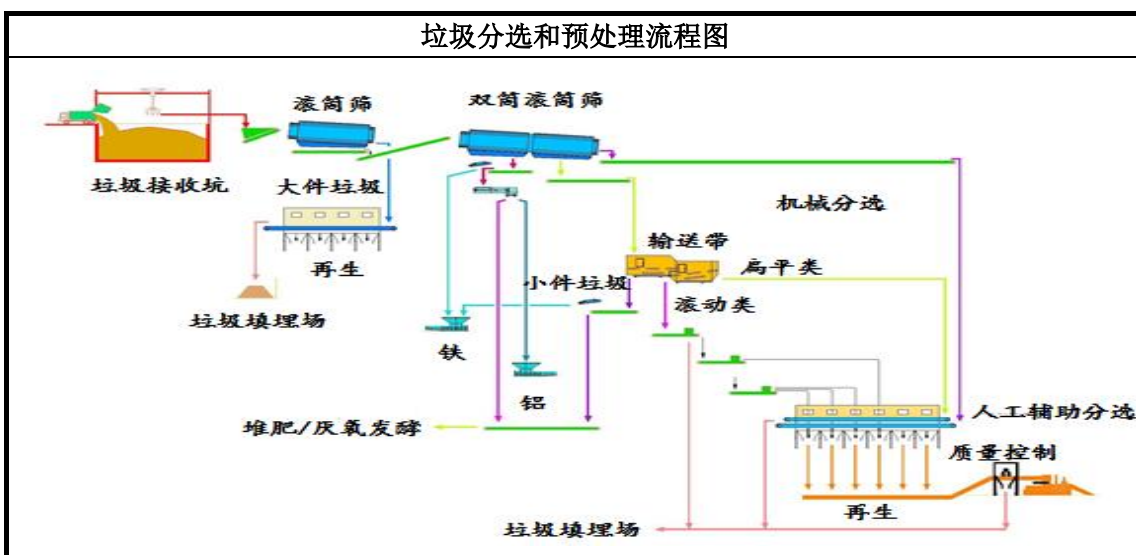 垃圾分选和预处理流程图
滚筒筛
双筒滚筒筛
垃圾接收坑
大件垃圾
机械分选
输送带
再生
小件垃圾
扁平类
垃圾填埋场
滚动类
铁
铝
堆肥/厌氧发酵
人工辅助分选
质量控制
再生
垃圾填埋场